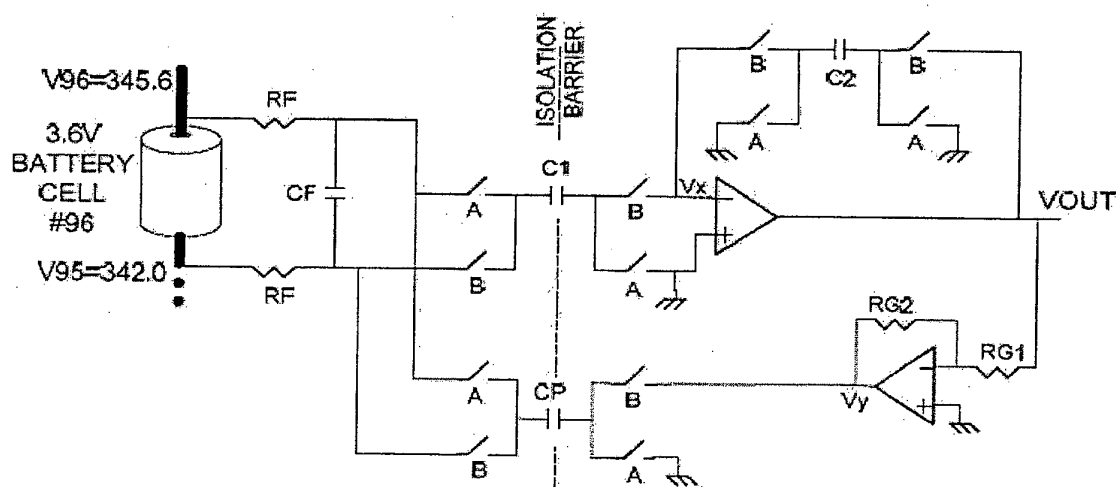 V96=345.6
3.6V
BATTERY
CELL
#96
V95=342.0
RF
RF
CF
A
B
A
B
ISOLATION
BARRIER
C1
CP
B
A
B
A
B
C2
B
A
A
Vx
VOUT
RG2
RG1
Vy